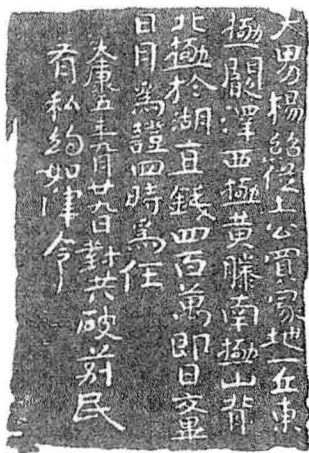 大男楊紹從土公買冢地一丘東
極闞澤西極黃滕南極山背
北極於湖直錢四百萬即日交畢
日月為證四時為任
太康五年九月廿九日對共破莂民
有私約如律令